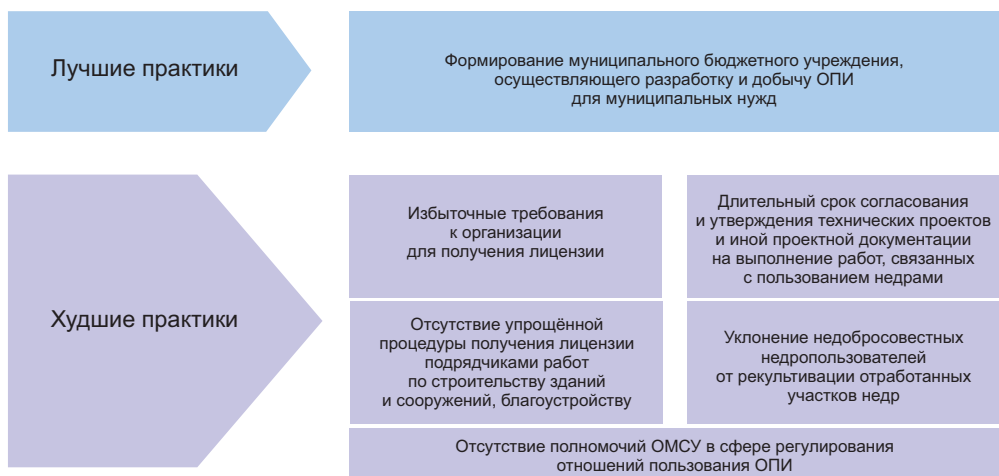 Лучшие практики
Формирование муниципального бюджетного учреждения,
осуществляющего разработку и добычу ОПИ
для муниципальных нужд
Худшие практики
Избыточные требования
к организации
для получения лицензии
Длительный срок согласования
и утверждения технических проектов
и иной проектной документации
на выполнение работ, связанных
с пользованием недрами
Отсутствие упрощённой
процедуры получения лицензии
подрядчиками работ
по строительству зданий
и сооружений, благоустройству
Уклонение недобросовестных
недропользователей
от рекультивации отработанных
участков недр
Отсутствие полномочий ОМСУ в сфере регулирования
отношений пользования ОПИ